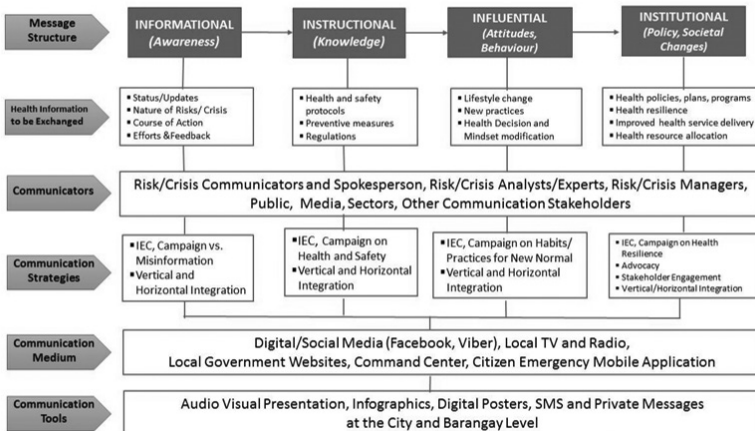 Message
Structure
INFORMATIONAL
(Awareness)
INSTRUCTIONAL
(Knowledge)
INFLUENTIAL
(Attitudes,
Behaviour)
INSTITUTIONAL
(Policy, Societal
Changes)
Health Information
to be Exchanged
▪ Status/Updates
▪ Nature of Risks/ Crisis
▪ Course of Action
▪ Efforts &Feedback
▪ Health and safety
protocols
▪ Preventive measures
▪ Regulations
▪ Lifestyle change
▪ New practices
▪ Health Decision and
Mindset modification
▪ Health policies, plans, programs
▪ Health resilience
▪ Improved health service delivery
▪ Health resource allocation
Communicators
Risk/Crisis Communicators and Spokesperson, Risk/Crisis Analysts/Experts, Risk/Crisis Managers,
Public, Media, Sectors, Other Communication Stakeholders
Communication
Strategies
▪ IEC, Campaign vs.
Misinformation
▪ Vertical and
Horizontal Integration
▪ IEC, Campaign on
Health and Safety
▪ Vertical and Horizontal
Integration
▪ IEC, Campaign on Habits/
Practices for New Normal
▪ Vertical and Horizontal
Integration
▪ IEC, Campaign on Health
Resilience
▪ Advocacy
▪ Stakeholder Engagement
▪ Vertical/Horizontal Integration
Communication
Medium
Digital/Social Media (Facebook, Viber), Local TV and Radio,
Local Government Websites, Command Center, Citizen Emergency Mobile Application
Communication
Tools
Audio Visual Presentation, Infographics, Digital Posters, SMS and Private Messages
at the City and Barangay Level